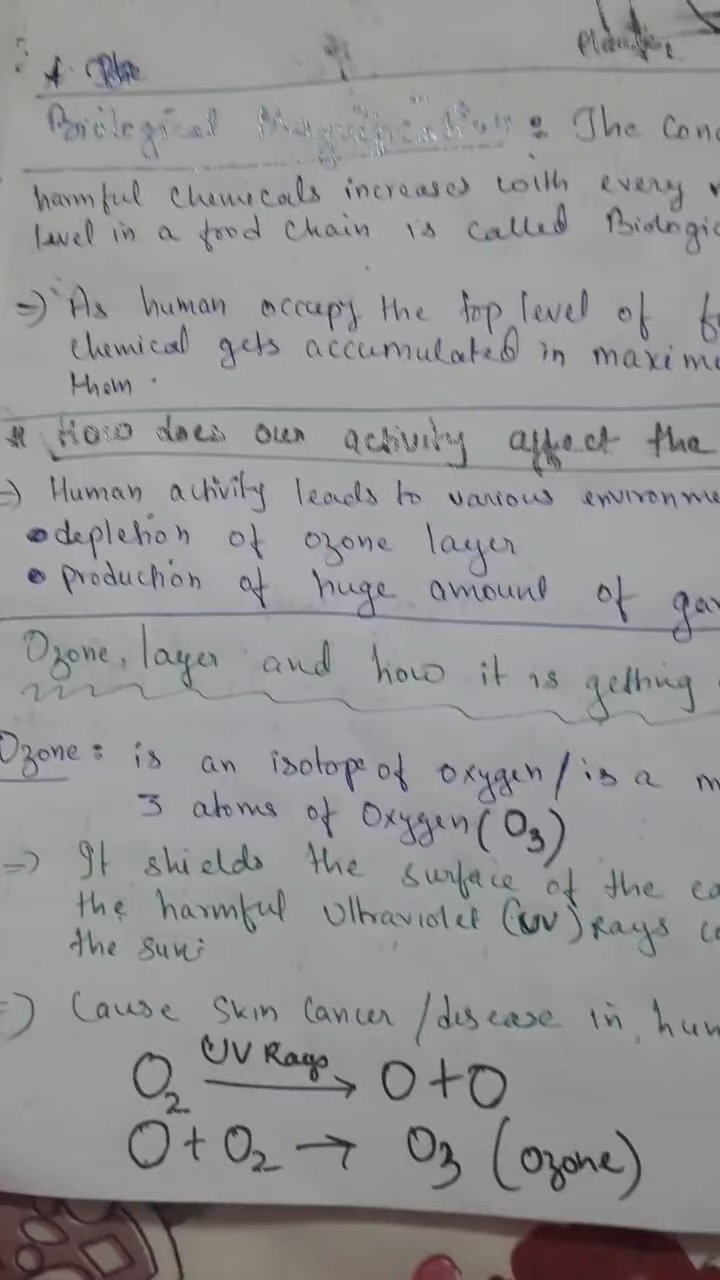 Biological Magnification : The Conc
harmful chemicals increases with every
level in a food chain is called Biologic
=) As human occupy the top level of
chemical gets accumulated in maxim
them .
* How does our activity affect the
=) Human activity leads to various environme
• depletion of ozone layer
• production of huge amount of gar
Ozone, layer and how it is getting
Ozone : is an isotope of oxygen / is a m
3 atoms of Oxygen (O3)
=) It shields the surface of the ea
the harmful Ultraviolet (UV) Rays co
the sun:
=) Cause skin Cancer / disease in hum
O2 UV Rays → O + O
O + O2 → O3 (Ozone)